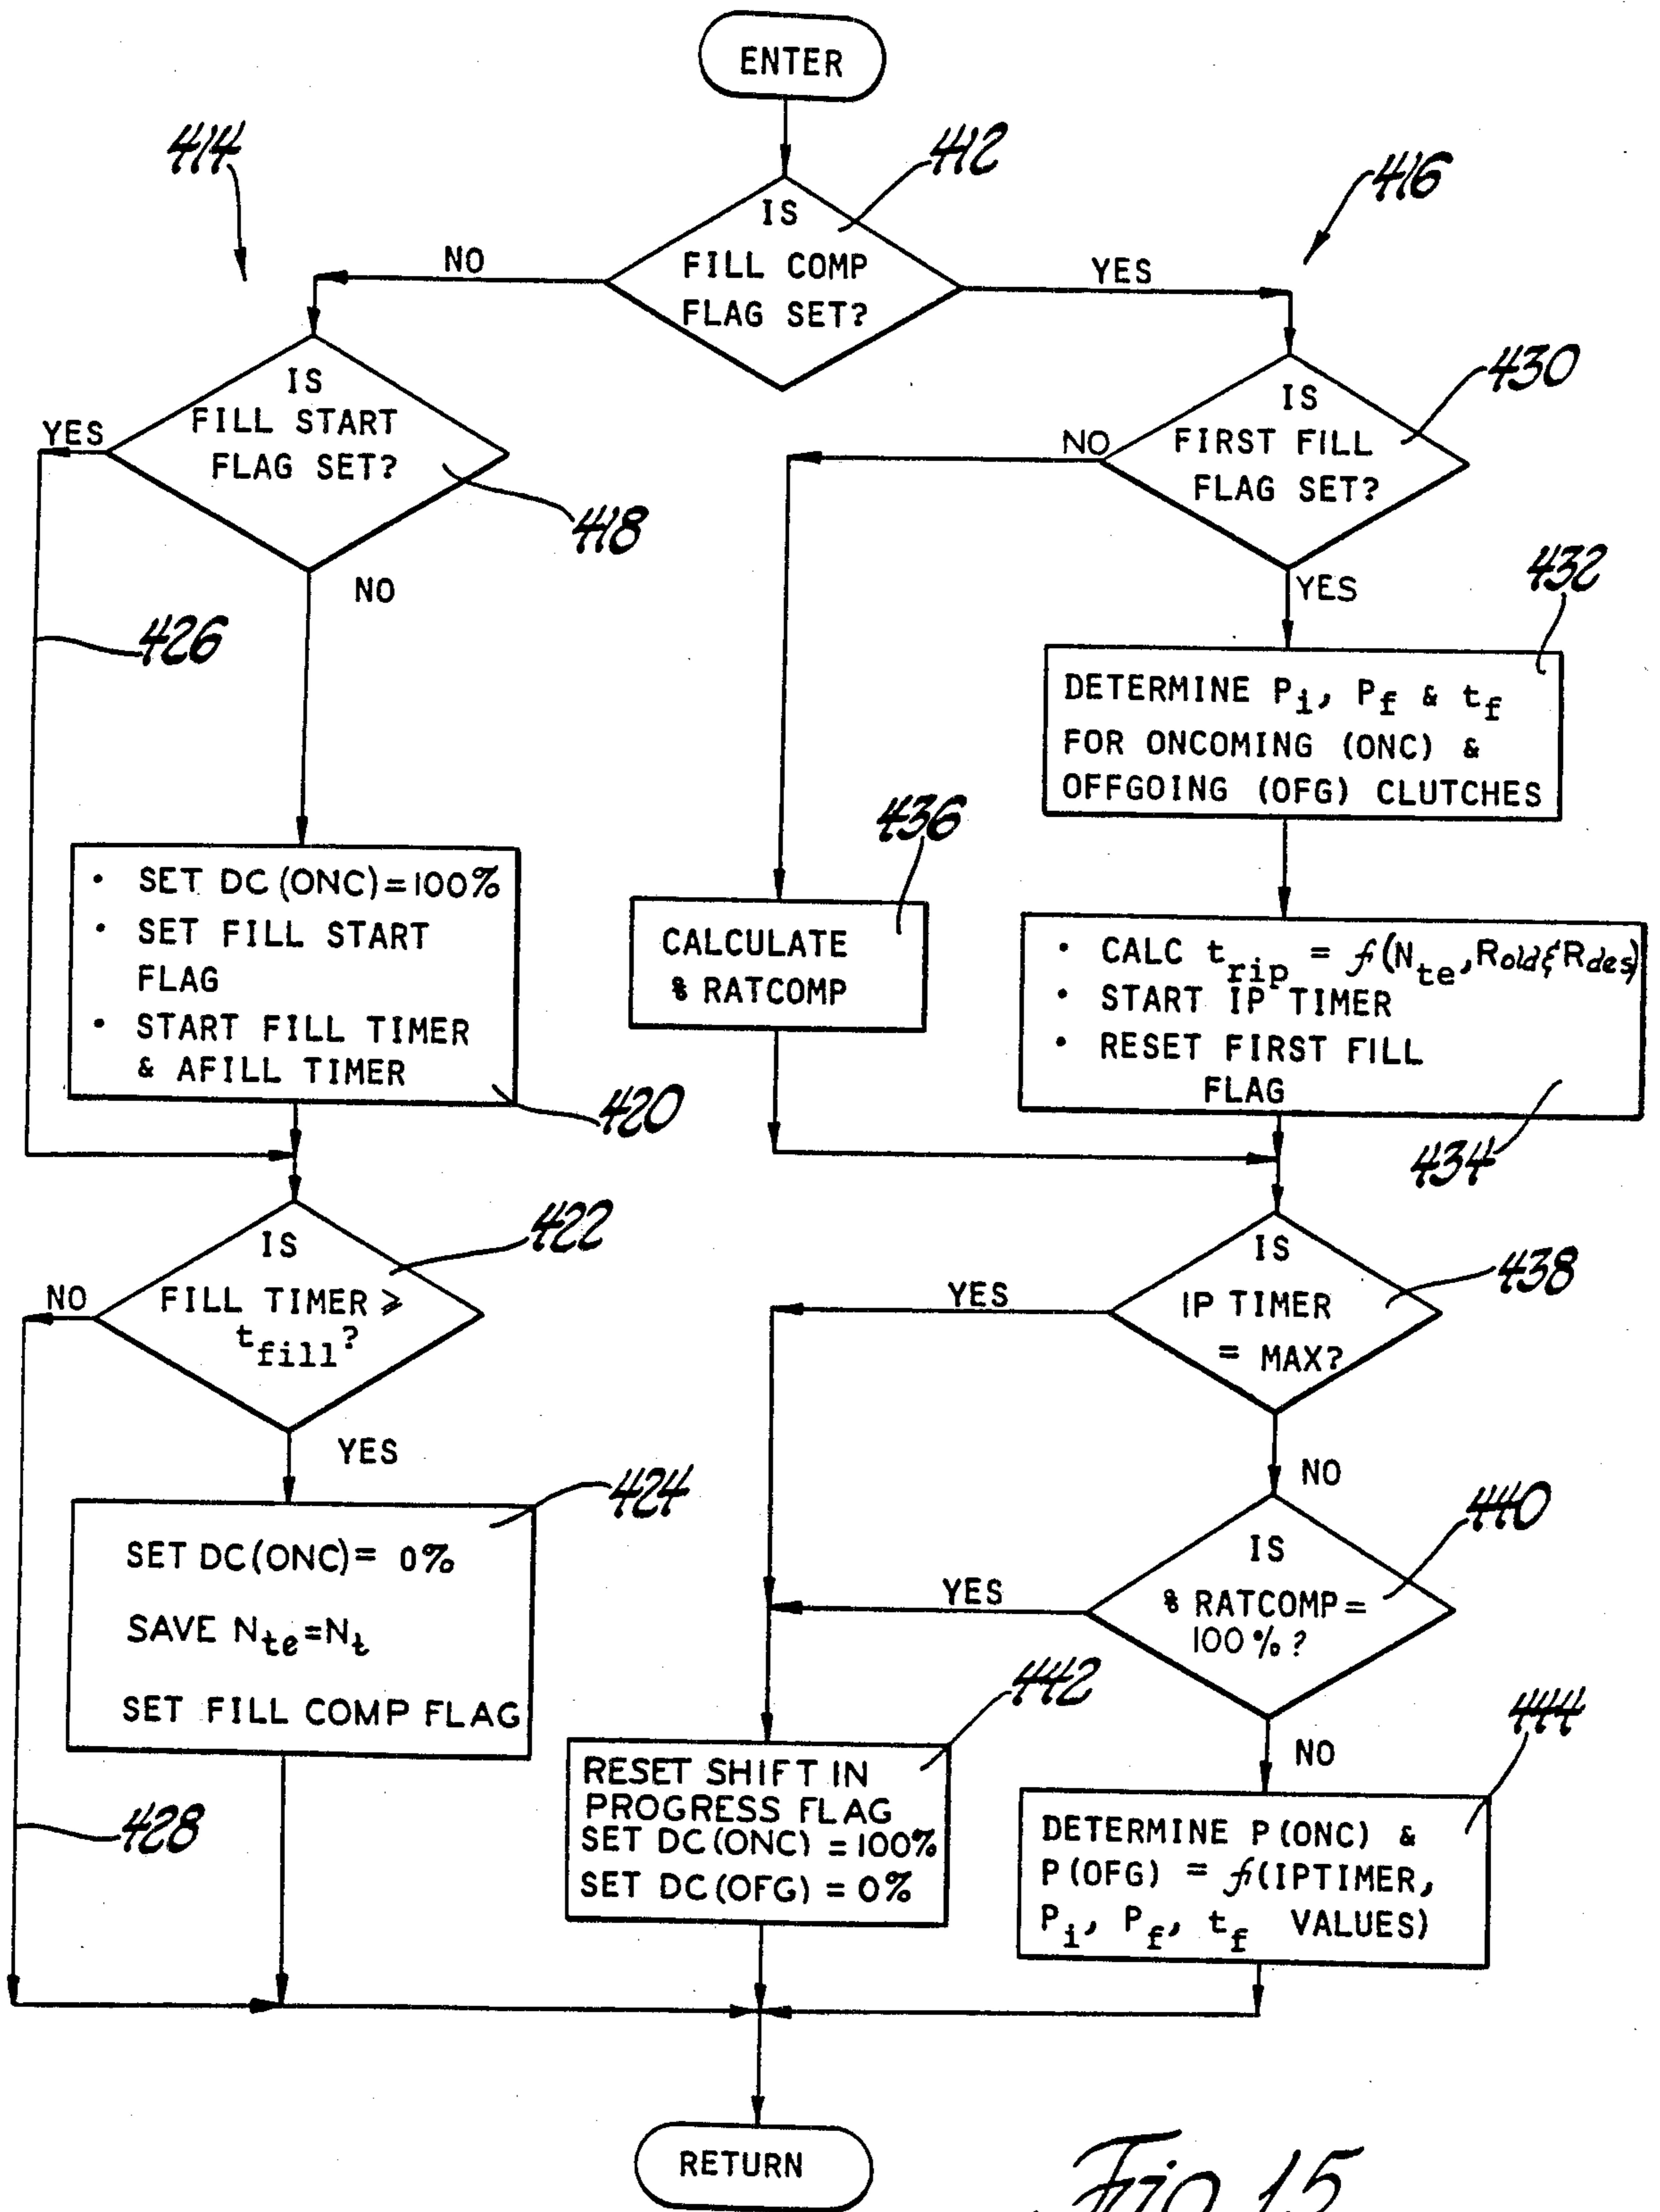 ENTER
414
412
416
IS
FILL COMP
FLAG SET?
NO
YES
IS
FILL START
FLAG SET?
YES
418
NO
426
IS
FIRST FILL
FLAG SET?
430
NO
YES
432
DETERMINE Pi, Pf & tf
FOR ONCOMING (ONC) &
OFFGOING (OFG) CLUTCHES
• SET DC(ONC)=100%
• SET FILL START
FLAG
• START FILL TIMER
& AFILL TIMER
420
436
CALCULATE
% RATCOMP
• CALC trip = f(Nte, Rold & Rdes)
• START IP TIMER
• RESET FIRST FILL
FLAG
434
IS
FILL TIMER ≥
tfill?
422
NO
YES
IS
IP TIMER
= MAX?
438
YES
NO
424
SET DC(ONC)= 0%
SAVE Nte=Nt
SET FILL COMP FLAG
428
IS
% RATCOMP =
100%?
440
YES
NO
442
RESET SHIFT IN
PROGRESS FLAG
SET DC(ONC) = 100%
SET DC(OFG) = 0%
444
DETERMINE P(ONC) &
P(OFG) = f(IPTIMER,
Pi, Pf, tf VALUES)
RETURN
Fig. 15